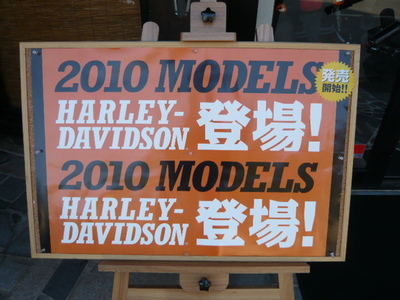 2010 MODELS
発売
開始!!
HARLEY-
DAVIDSON 登場!
2010 MODELS
HARLEY-
DAVIDSON 登場!